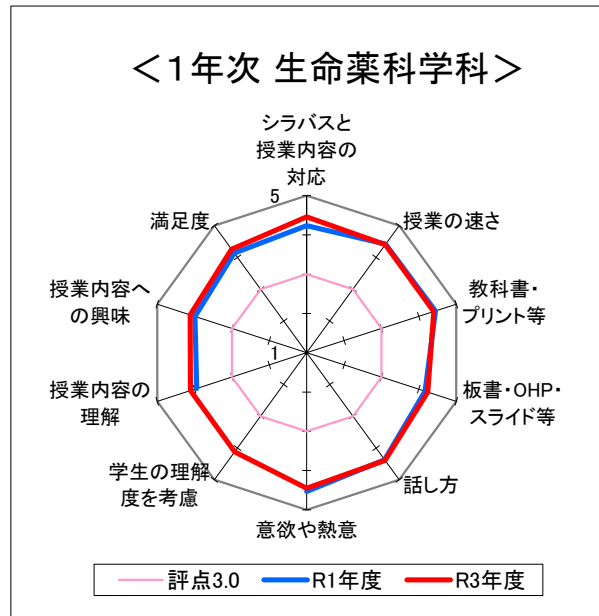 ＜1年次 生命薬科学科＞
シラバスと
授業内容の
対応
5
満足度
授業の速さ
授業内容へ
の興味
教科書・
プリント等
1
授業内容の
理解
板書・OHP・
スライド等
学生の理解
度を考慮
話し方
意欲や熱意
評点3.0
R1年度
R3年度